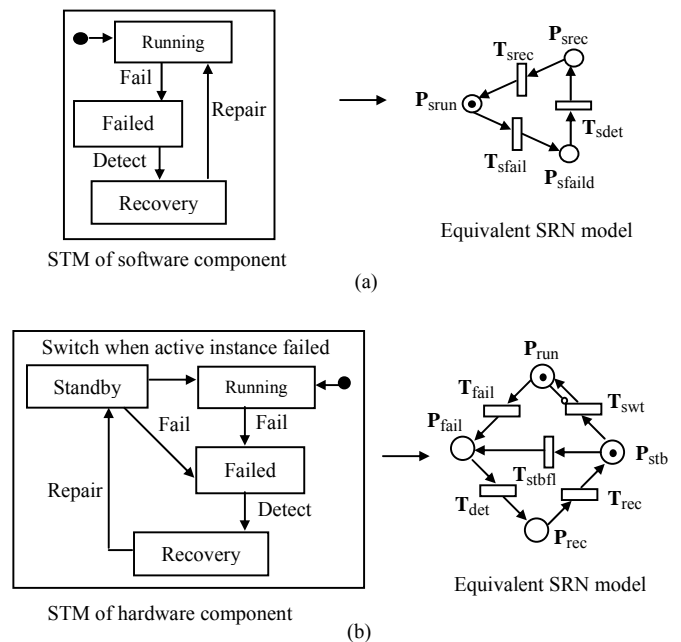 Running
Fail
Failed
Repair
Detect
Recovery
STM of software component
Psrec
Tsrec
Psrun
Tsdet
Tsfail
Psfaild
Equivalent SRN model
(a)
Switch when active instance failed
Standby
Running
Fail
Fail
Failed
Repair
Detect
Recovery
STM of hardware component
Prun
Tfail
Tswt
Pfail
Tstbfl
Pstb
Tdet
Trec
Prec
Equivalent SRN model
(b)